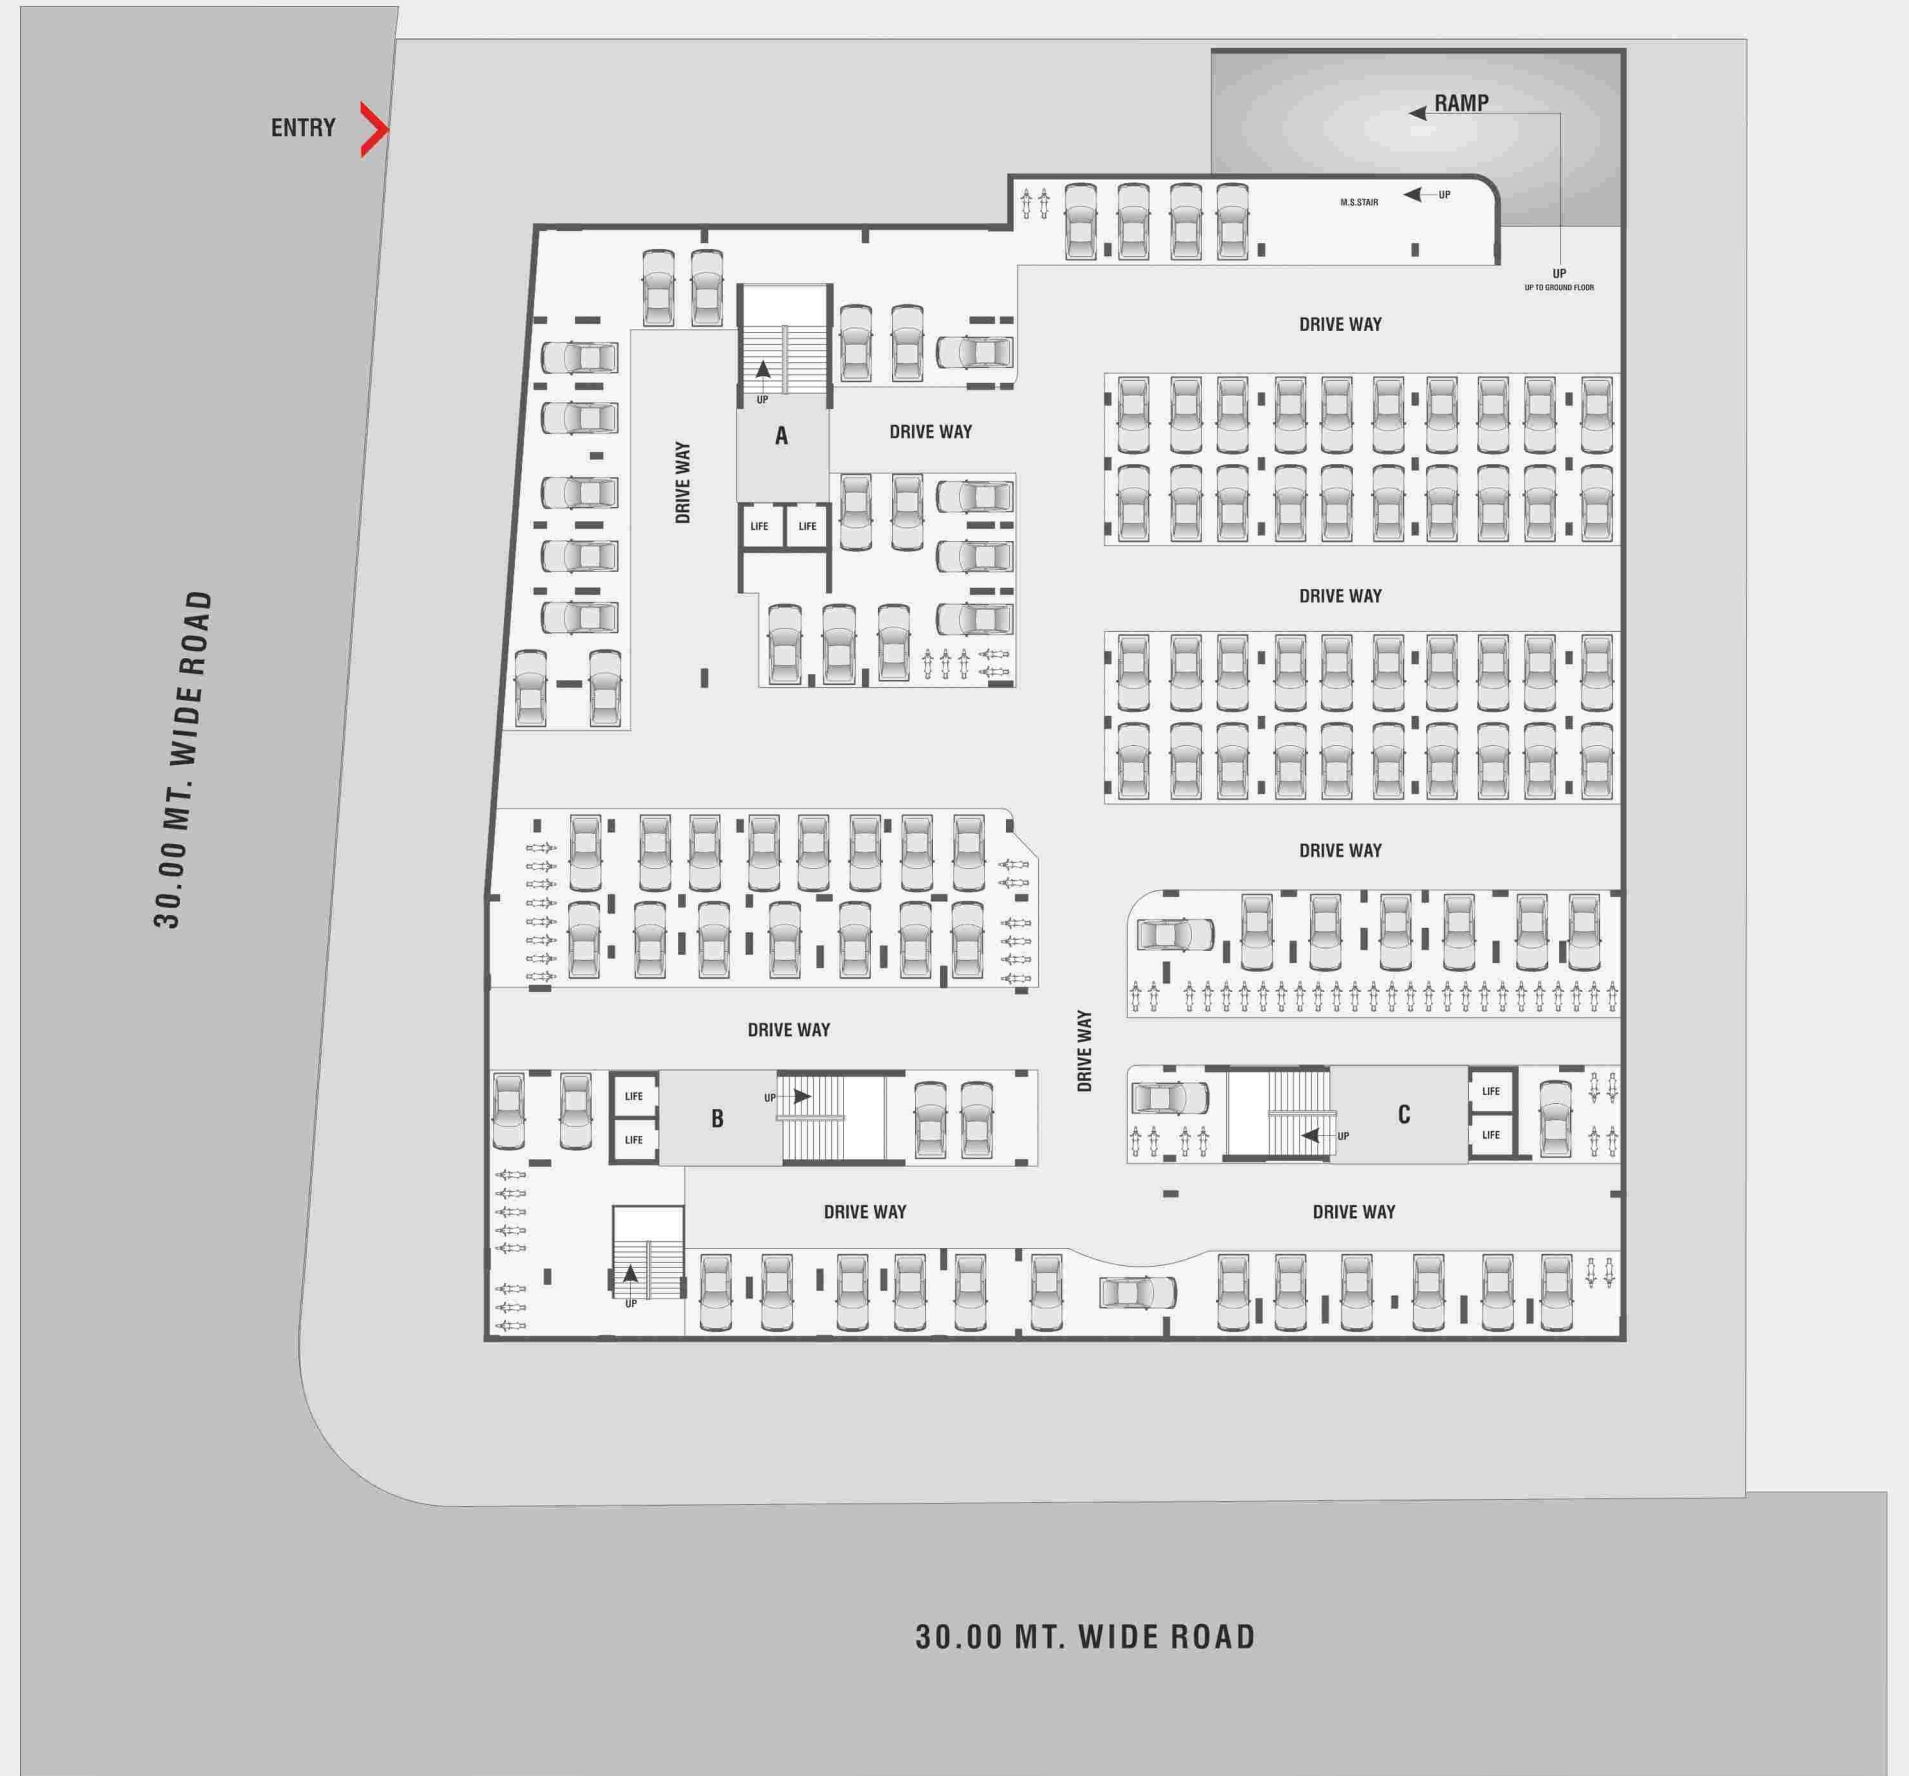 RAMP
ENTRY
M.S.STAIR
UP
UP
UP TO GROUND FLOOR
DRIVE WAY
UP
A
DRIVE WAY
DRIVE WAY
LIFE
LIFE
DRIVE WAY
30.00 MT. WIDE ROAD
DRIVE WAY
DRIVE WAY
DRIVE WAY
LIFE
LIFE
B
UP
UP
C
LIFE
LIFE
DRIVE WAY
DRIVE WAY
UP
30.00 MT. WIDE ROAD